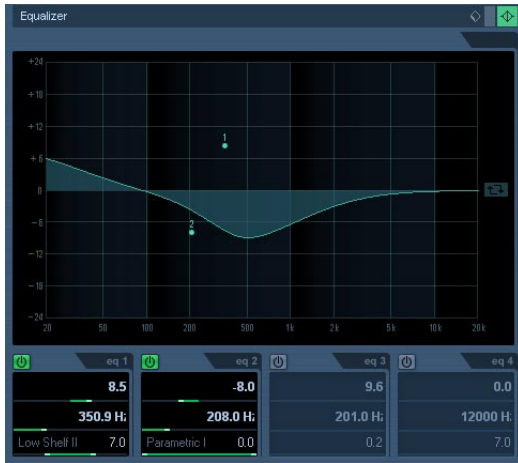 Equalizer
+24
+18
+12
1
+6
0
2
-6
-12
-18
-24
20 50 100 200 500 1k 2k 5k 10k 20k
eq 1 eq 2 eq 3 eq 4
8.5 -8.0 9.6 0.0
350.9 Hz 208.0 Hz 201.0 Hz 12000 Hz
Low Shelf II 7.0 Parametric I 0.0 0.2 7.0